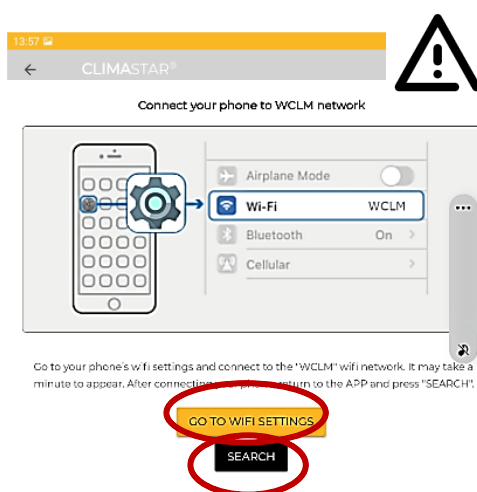 13:57
CLIMASTAR®
Connect your phone to WCLM network
Airplane Mode
Wi-Fi WCLM
Bluetooth On
Cellular
Go to your phone's wifi settings and connect to the "WCLM" wifi network. It may take a
minute to appear. After connecting your phone return to the APP and press "SEARCH".
GO TO WIFI SETTINGS
SEARCH